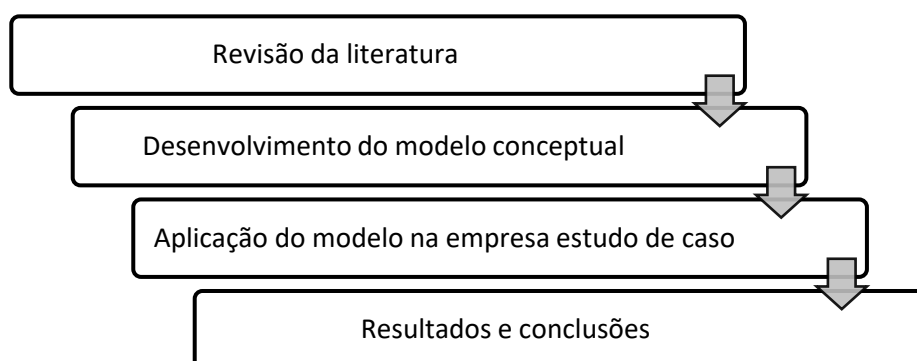 Revisão da literatura
Desenvolvimento do modelo conceptual
Aplicação do modelo na empresa estudo de caso
Resultados e conclusões